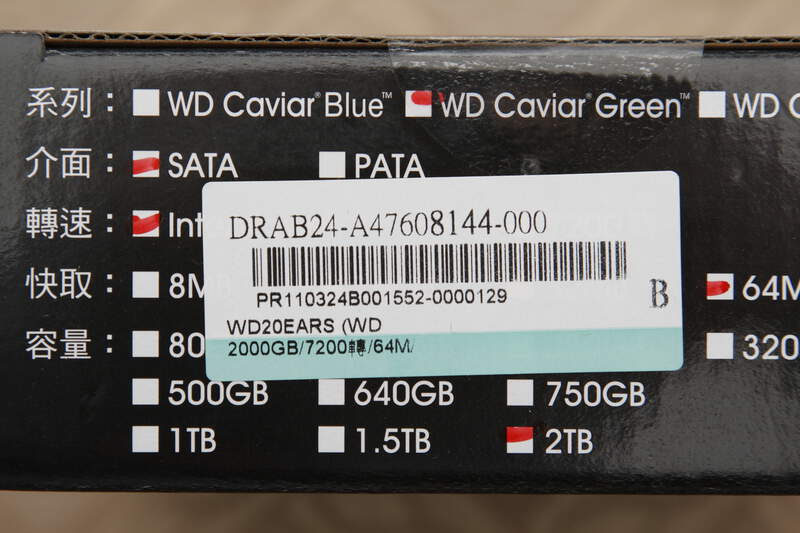 系列： WD Caviar® Blue™ WD Caviar® Green™ WD C
介面： SATA PATA
轉速： Int
快取： 8M 64M
容量： 80 320
500GB 640GB 750GB
1TB 1.5TB 2TB
DRAB24-A47608144-000
PR110324B001552-0000129
B
WD20EARS (WD
2000GB/7200轉/64M/